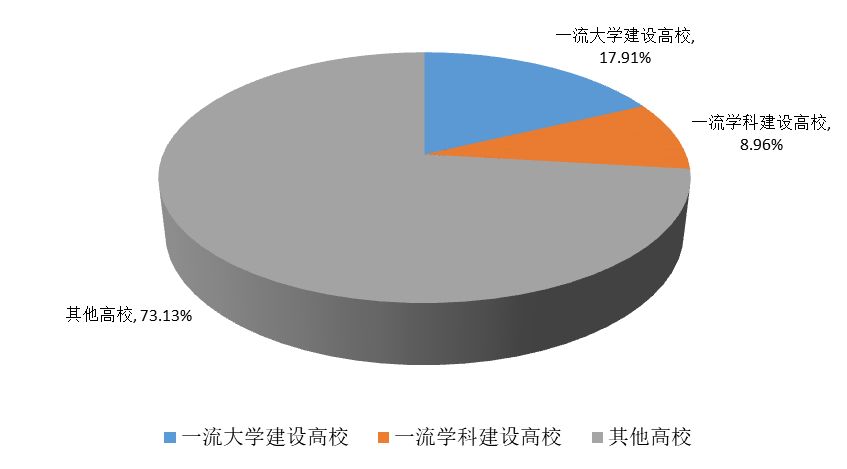 一流大学建设高校,
17.91%
一流学科建设高校,
8.96%
其他高校, 73.13%
一流大学建设高校 一流学科建设高校 其他高校